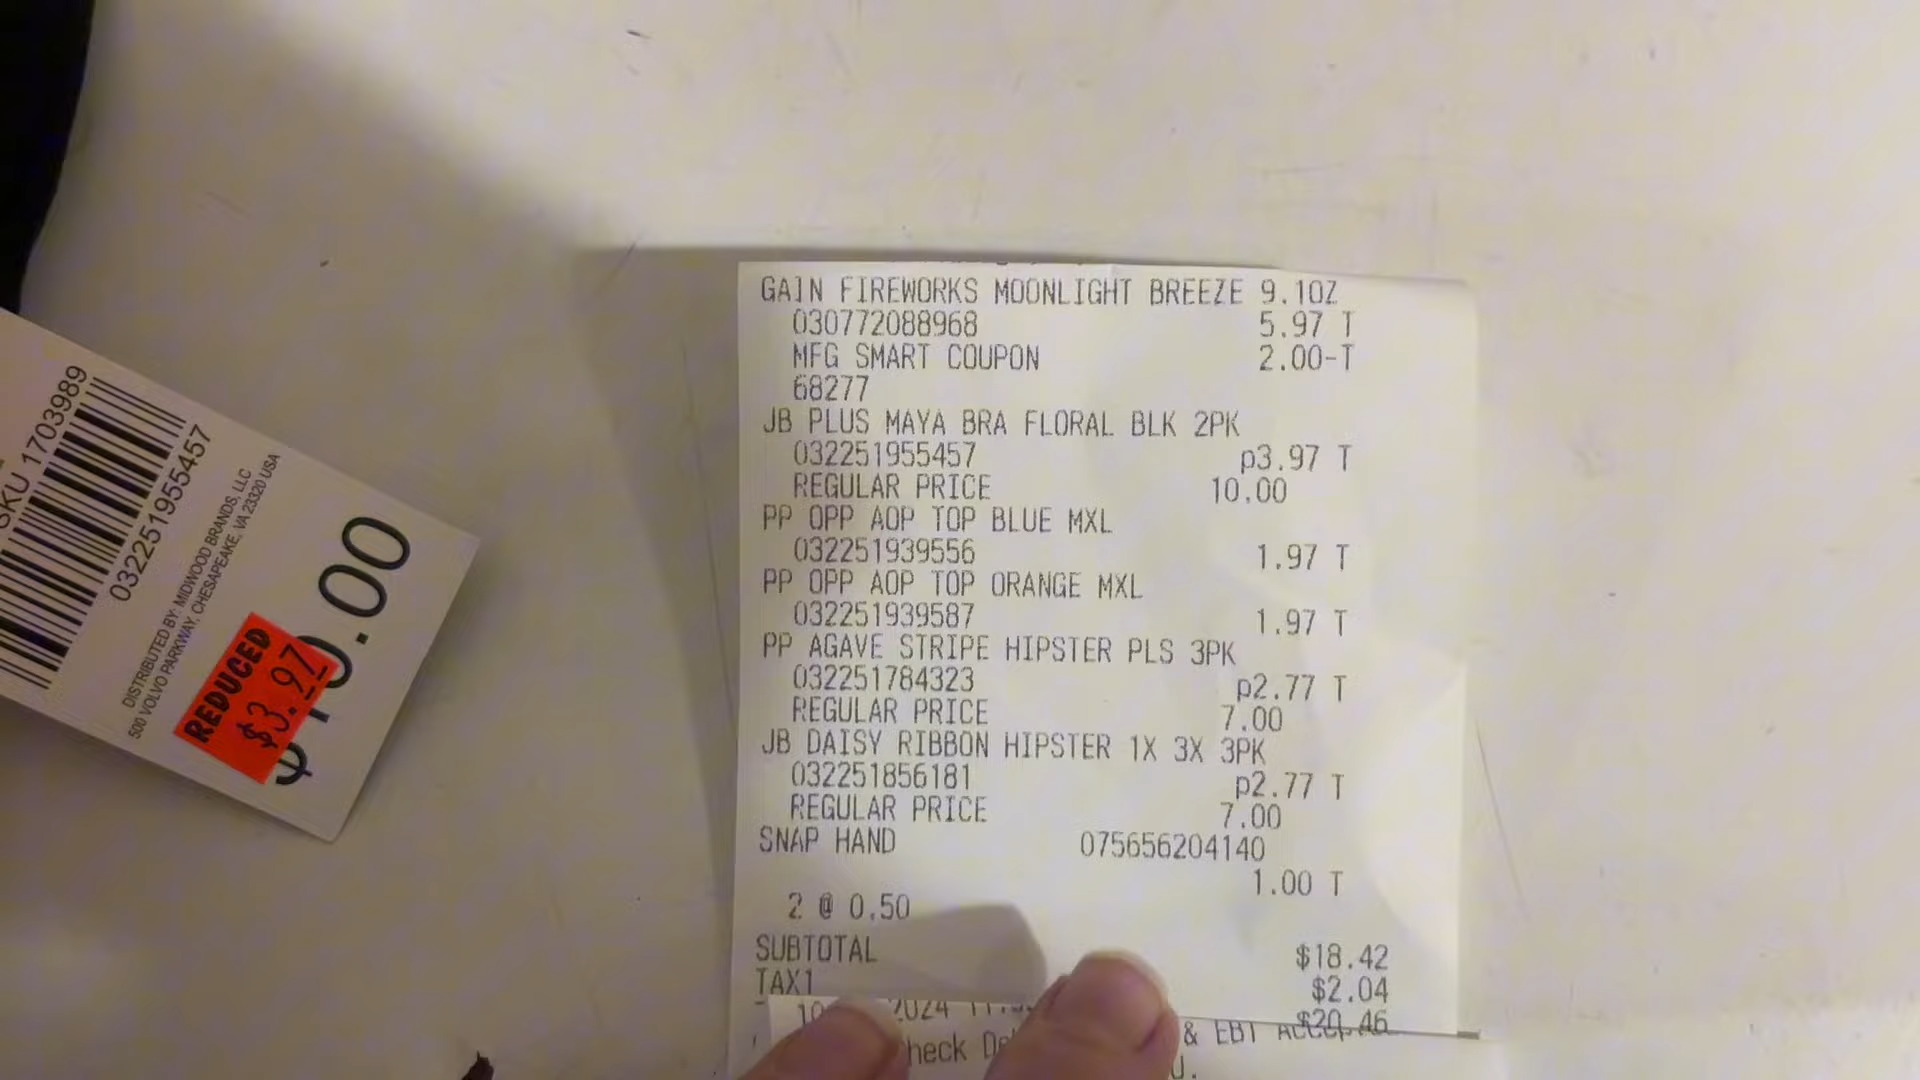 SKU 1703989
032251955457
DISTRIBUTED BY: MIDWOOD BRANDS, LLC
500 VOLVO PARKWAY, CHESAPEAKE, VA 23320 USA
REDUCED
$3.97
$10.00
GAIN FIREWORKS MOONLIGHT BREEZE 9.1OZ
030772088968 5.97 T
MFG SMART COUPON 2.00-T
68277
JB PLUS MAYA BRA FLORAL BLK 2PK
032251955457 p3.97 T
REGULAR PRICE 10.00
PP OPP AOP TOP BLUE MXL
032251939556 1.97 T
PP OPP AOP TOP ORANGE MXL
032251939587 1.97 T
PP AGAVE STRIPE HIPSTER PLS 3PK
032251784323 p2.77 T
REGULAR PRICE 7.00
JB DAISY RIBBON HIPSTER 1X 3X 3PK
032251856181 p2.77 T
REGULAR PRICE 7.00
SNAP HAND 075656204140
1.00 T
2 @ 0.50
SUBTOTAL $18.42
TAX1 $2.04
$20.46
2024
& EBT